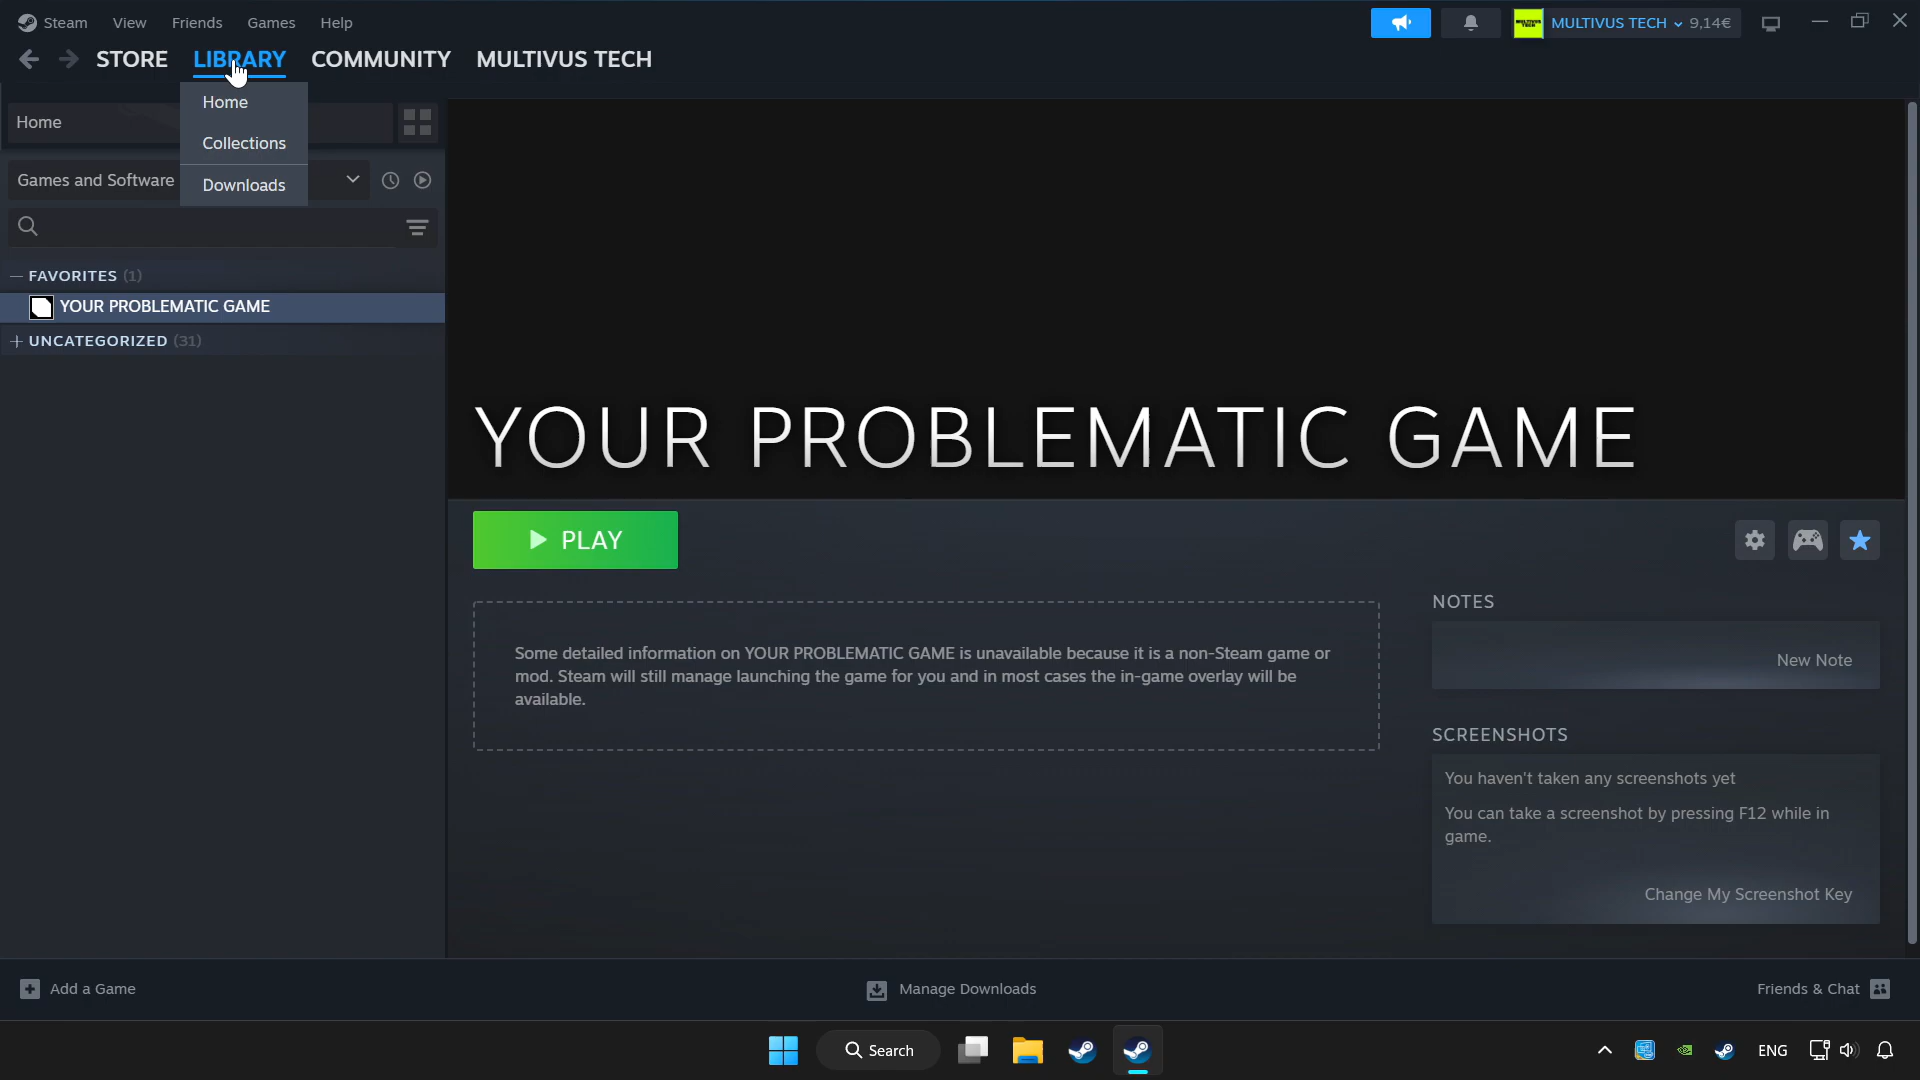 Steam View Friends Games Help
MULTIVUS TECH 9,14€
STORE LIBRARY COMMUNITY MULTIVUS TECH
Home
Collections
Downloads
Home
Games and Software
FAVORITES (1)
YOUR PROBLEMATIC GAME
UNCATEGORIZED (31)
YOUR PROBLEMATIC GAME
PLAY
Some detailed information on YOUR PROBLEMATIC GAME is unavailable because it is a non-Steam game or
mod. Steam will still manage launching the game for you and in most cases the in-game overlay will be
available.
NOTES
New Note
SCREENSHOTS
You haven't taken any screenshots yet
You can take a screenshot by pressing F12 while in
game.
Change My Screenshot Key
Add a Game
Manage Downloads
Friends & Chat
Search
ENG